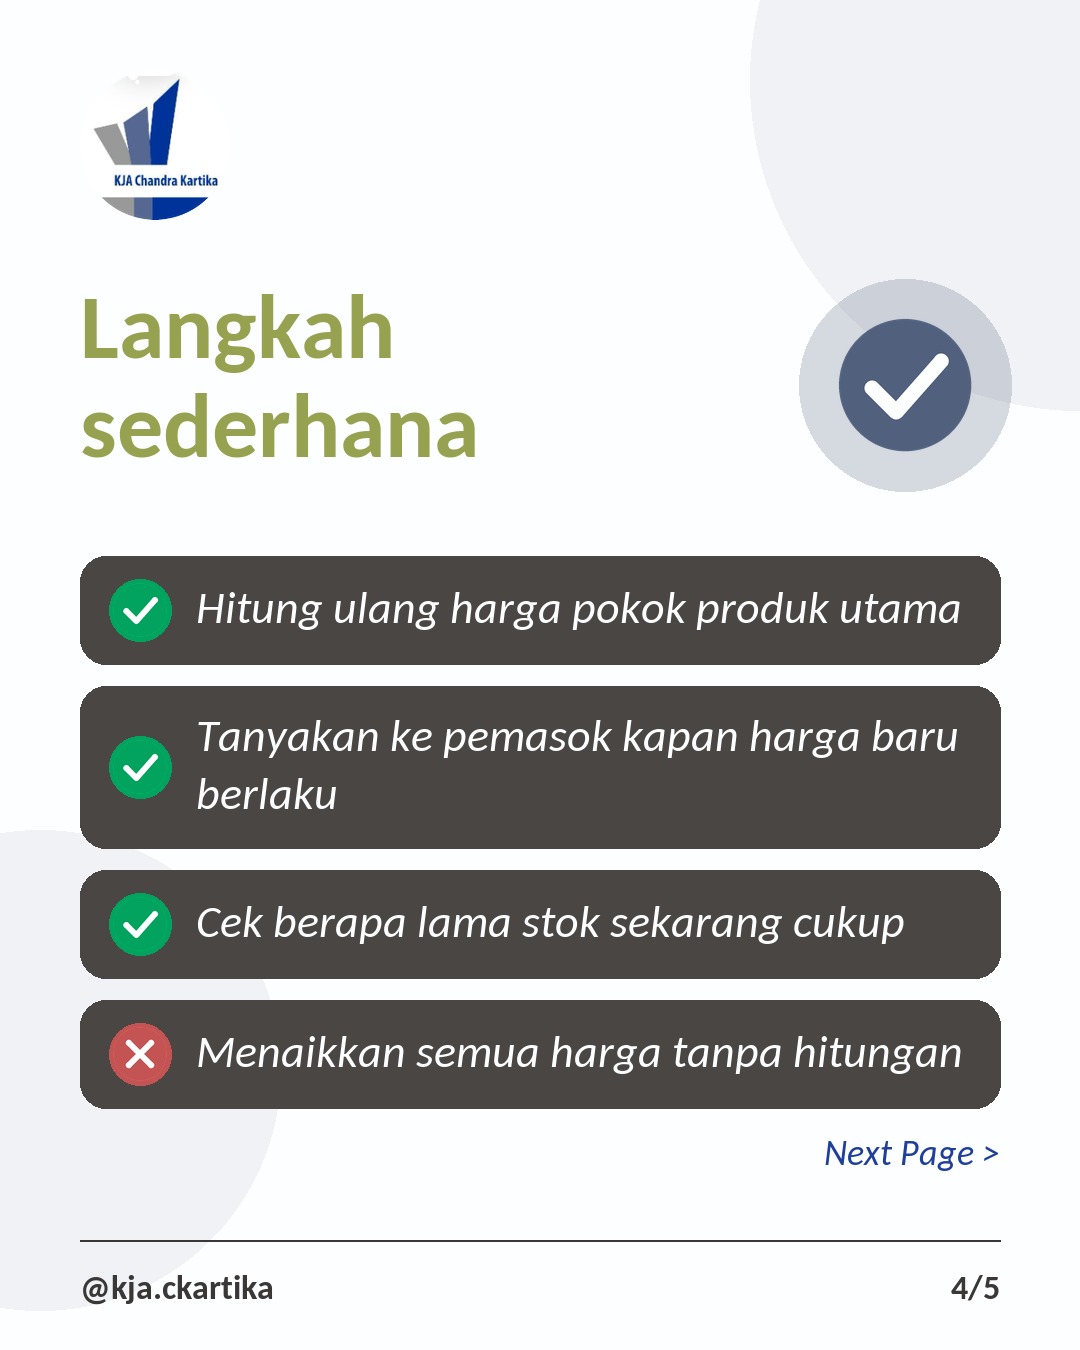 KJA Chandra Kartika
Langkah
sederhana
Hitung ulang harga pokok produk utama
Tanyakan ke pemasok kapan harga baru
berlaku
Cek berapa lama stok sekarang cukup
Menaikkan semua harga tanpa hitungan
Next Page >
@kja.ckartika
4/5